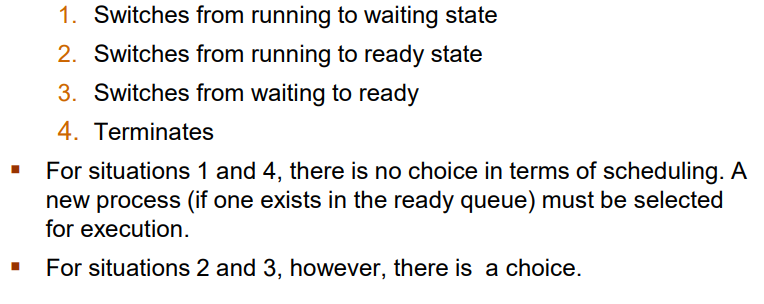 1. Switches from running to waiting state
2. Switches from running to ready state
3. Switches from waiting to ready
4. Terminates
▪ For situations 1 and 4, there is no choice in terms of scheduling. A
new process (if one exists in the ready queue) must be selected
for execution.
▪ For situations 2 and 3, however, there is  a choice.